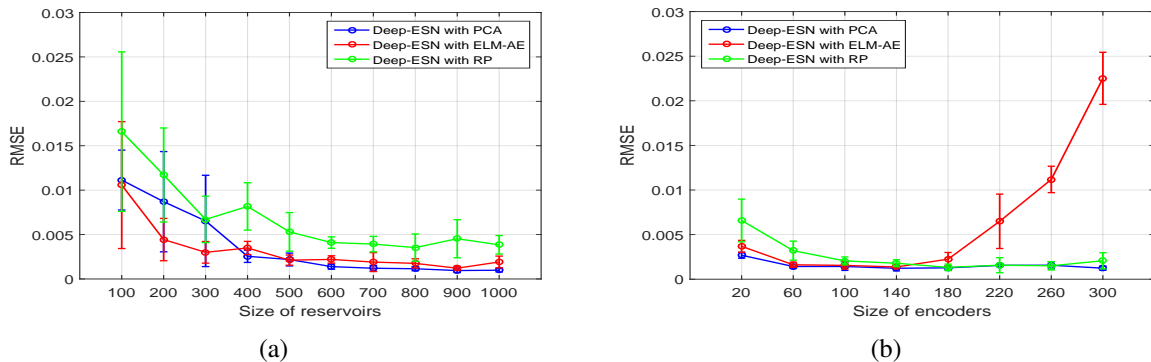 0.03
0.025
0.02
0.015
0.01
0.005
0
RMSE
Deep-ESN with PCA
Deep-ESN with ELM-AE
Deep-ESN with RP
100 200 300 400 500 600 700 800 900 1000
Size of reservoirs
(a)
0.03
0.025
0.02
0.015
0.01
0.005
0
RMSE
Deep-ESN with PCA
Deep-ESN with ELM-AE
Deep-ESN with RP
20 60 100 140 180 220 260 300
Size of encoders
(b)